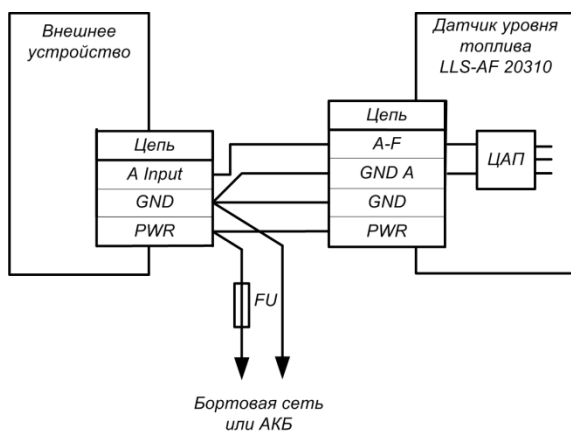 Внешнее
устройство
Датчик уровня
топлива
LLS-AF 20310
Цепь
A Input
GND
PWR
Цепь
A-F
GND A
GND
PWR
ЦАП
FU
Бортовая сеть
или АКБ